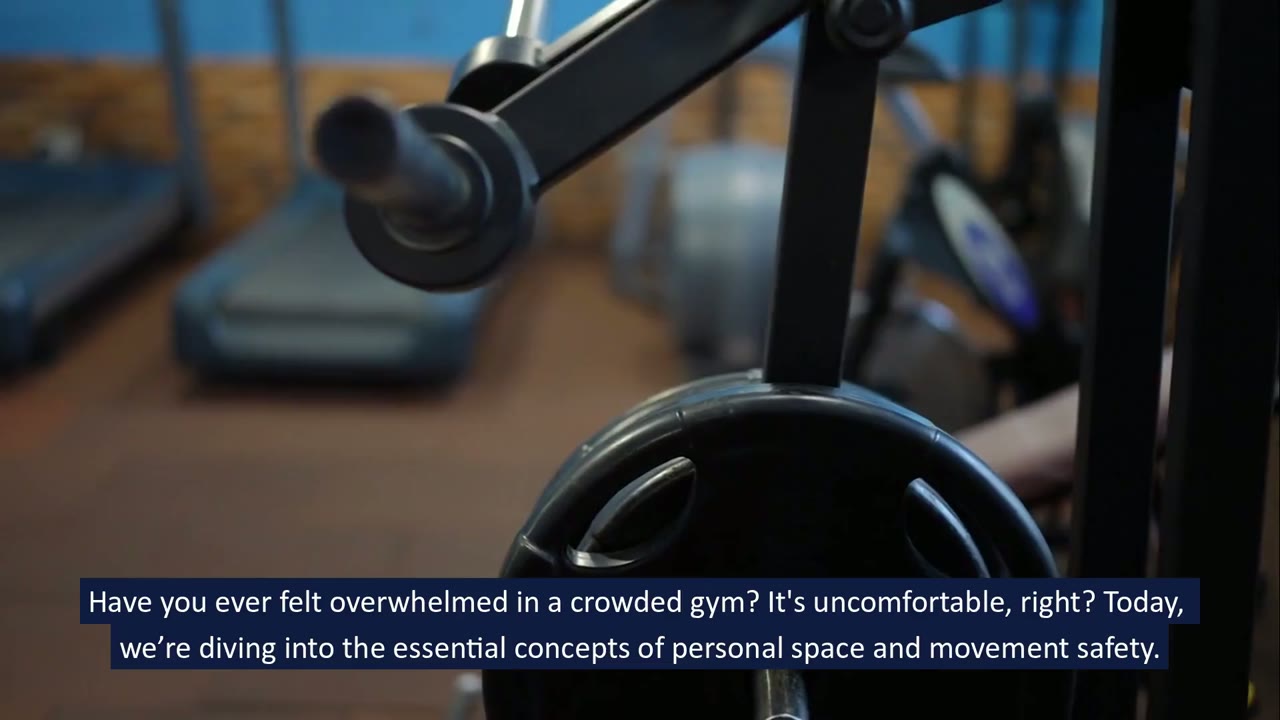 Have you ever felt overwhelmed in a crowded gym? It's uncomfortable, right? Today,
we’re diving into the essential concepts of personal space and movement safety.